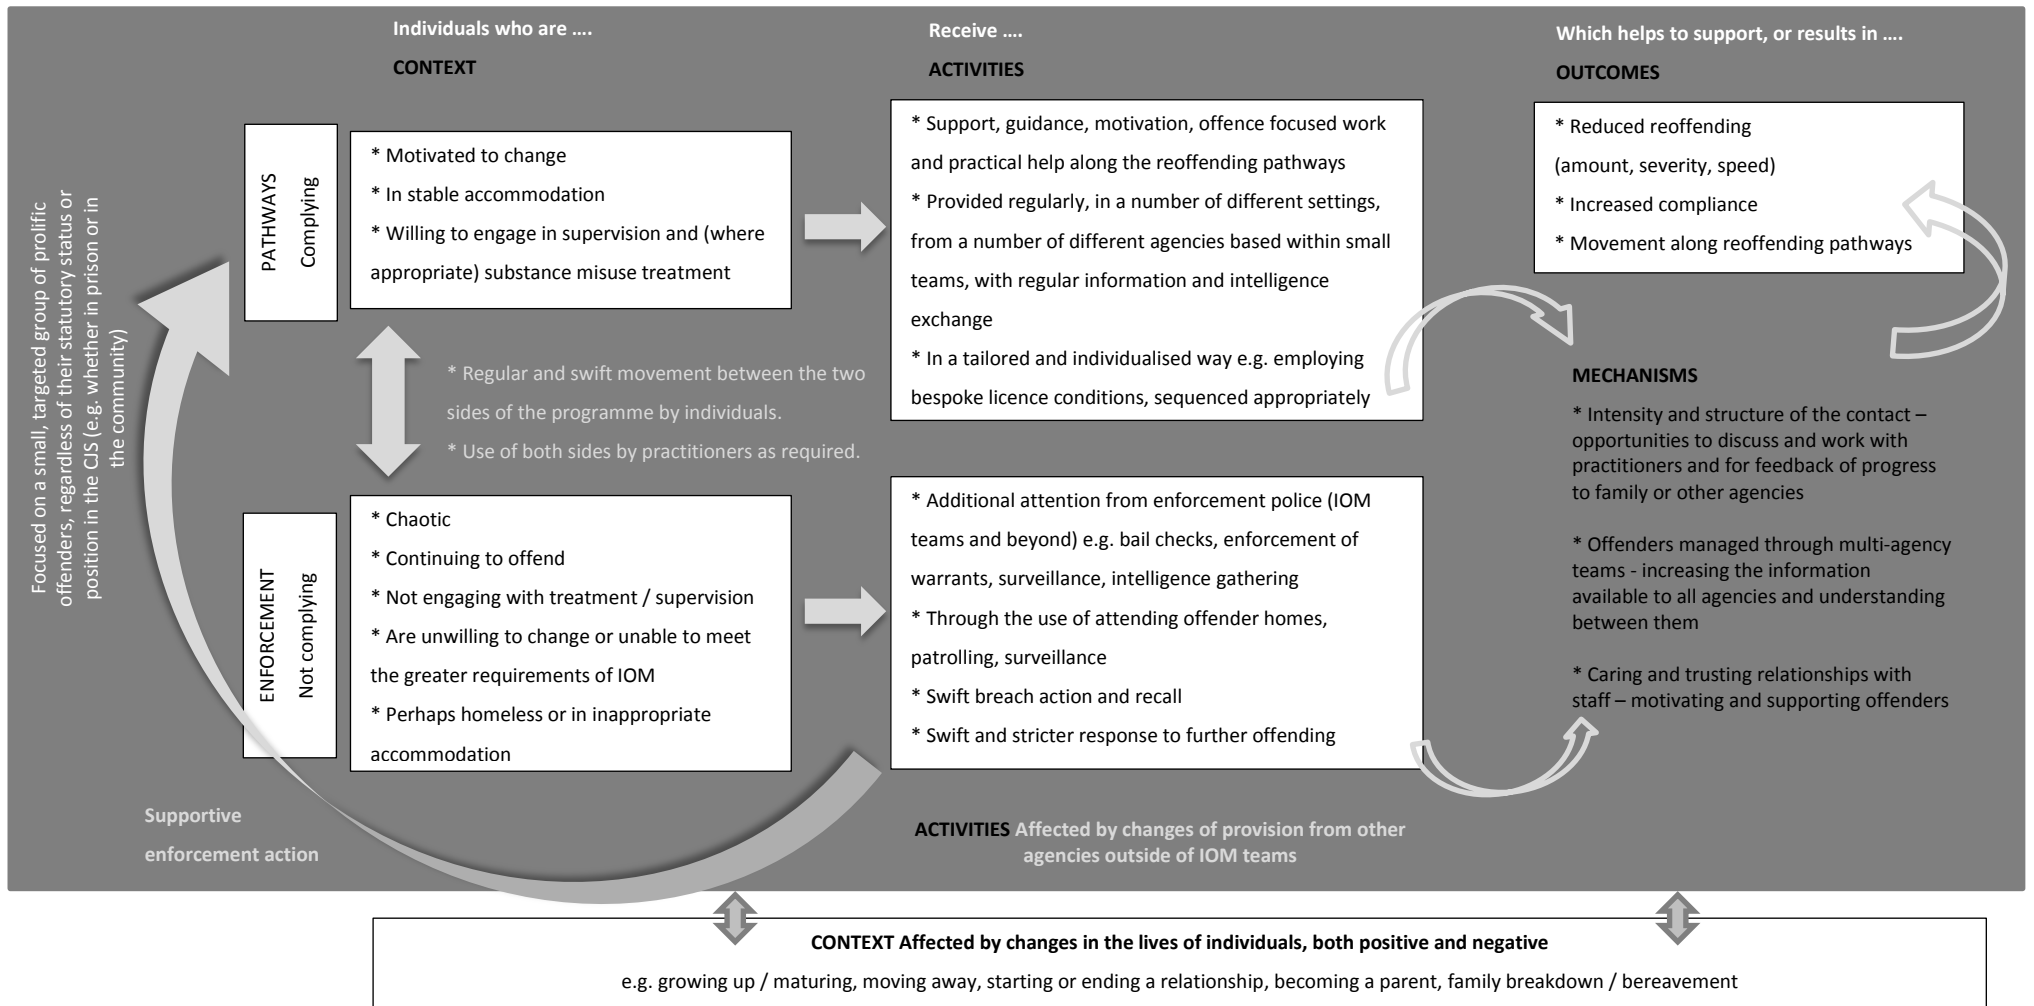 Individuals who are ....
CONTEXT
Receive ....
ACTIVITIES
Which helps to support, or results in ....
OUTCOMES
Focused on a small, targeted group of prolific
offenders, regardless of their statutory status or
position in the CJS (e.g. whether in prison or in
the community)
PATHWAYS
Complying
* Motivated to change
* In stable accommodation
* Willing to engage in supervision and (where
appropriate) substance misuse treatment
* Support, guidance, motivation, offence focused work
and practical help along the reoffending pathways
* Provided regularly, in a number of different settings,
from a number of different agencies based within small
teams, with regular information and intelligence
exchange
* In a tailored and individualised way e.g. employing
bespoke licence conditions, sequenced appropriately
* Reduced reoffending
(amount, severity, speed)
* Increased compliance
* Movement along reoffending pathways
* Regular and swift movement between the two
sides of the programme by individuals.
* Use of both sides by practitioners as required.
MECHANISMS
* Intensity and structure of the contact –
opportunities to discuss and work with
practitioners and for feedback of progress
to family or other agencies
* Offenders managed through multi-agency
teams - increasing the information
available to all agencies and understanding
between them
* Caring and trusting relationships with
staff – motivating and supporting offenders
ENFORCEMENT
Not complying
* Chaotic
* Continuing to offend
* Not engaging with treatment / supervision
* Are unwilling to change or unable to meet
the greater requirements of IOM
* Perhaps homeless or in inappropriate
accommodation
* Additional attention from enforcement police (IOM
teams and beyond) e.g. bail checks, enforcement of
warrants, surveillance, intelligence gathering
* Through the use of attending offender homes,
patrolling, surveillance
* Swift breach action and recall
* Swift and stricter response to further offending
Supportive
enforcement action
ACTIVITIES Affected by changes of provision from other
agencies outside of IOM teams
CONTEXT Affected by changes in the lives of individuals, both positive and negative
e.g. growing up / maturing, moving away, starting or ending a relationship, becoming a parent, family breakdown / bereavement